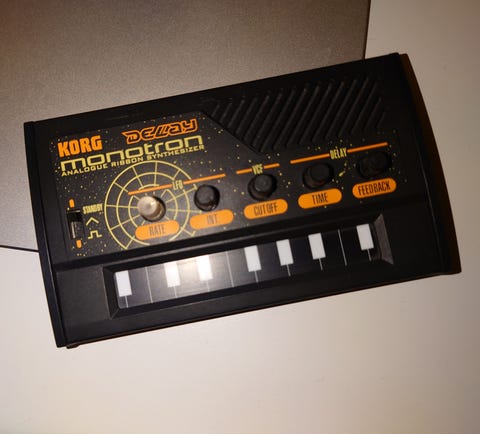 KORG DELAY
monotron
ANALOGUE RIBBON SYNTHESIZER
LFO VCF DELAY
STANDBY
RATE INT. CUTOFF TIME FEEDBACK